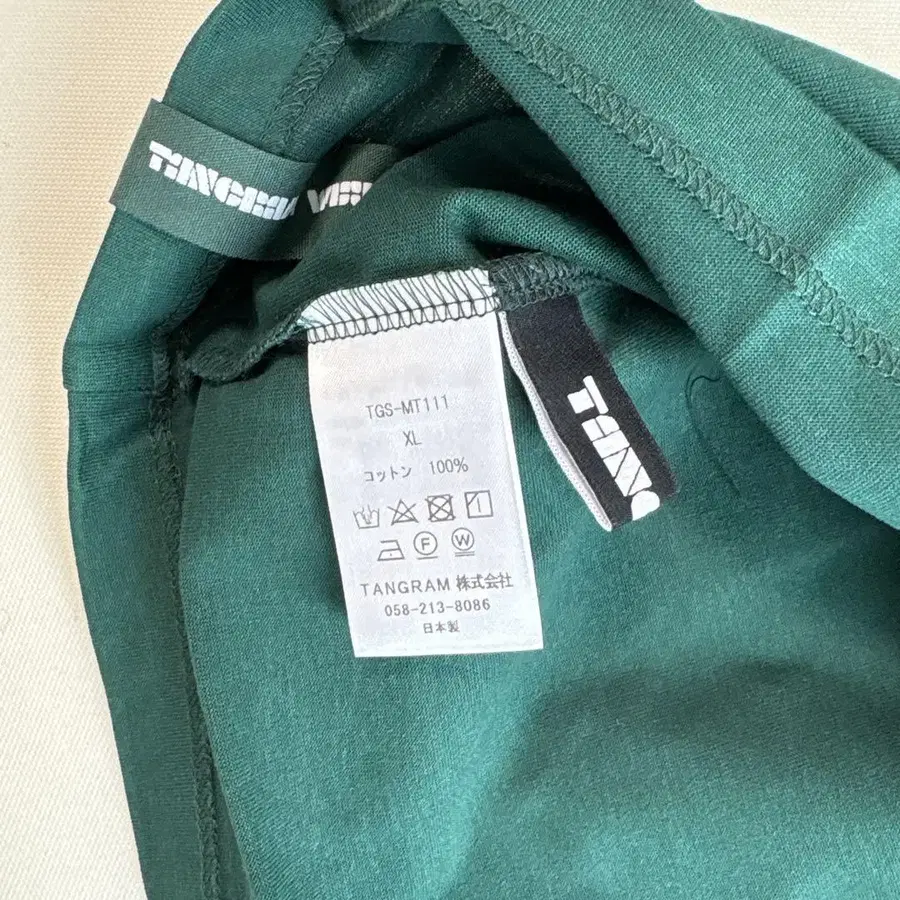 TANGRAM
TGS-MT111
XL
コットン 100%
F
W
TANGRAM 株式会社
058-213-8086
日本製